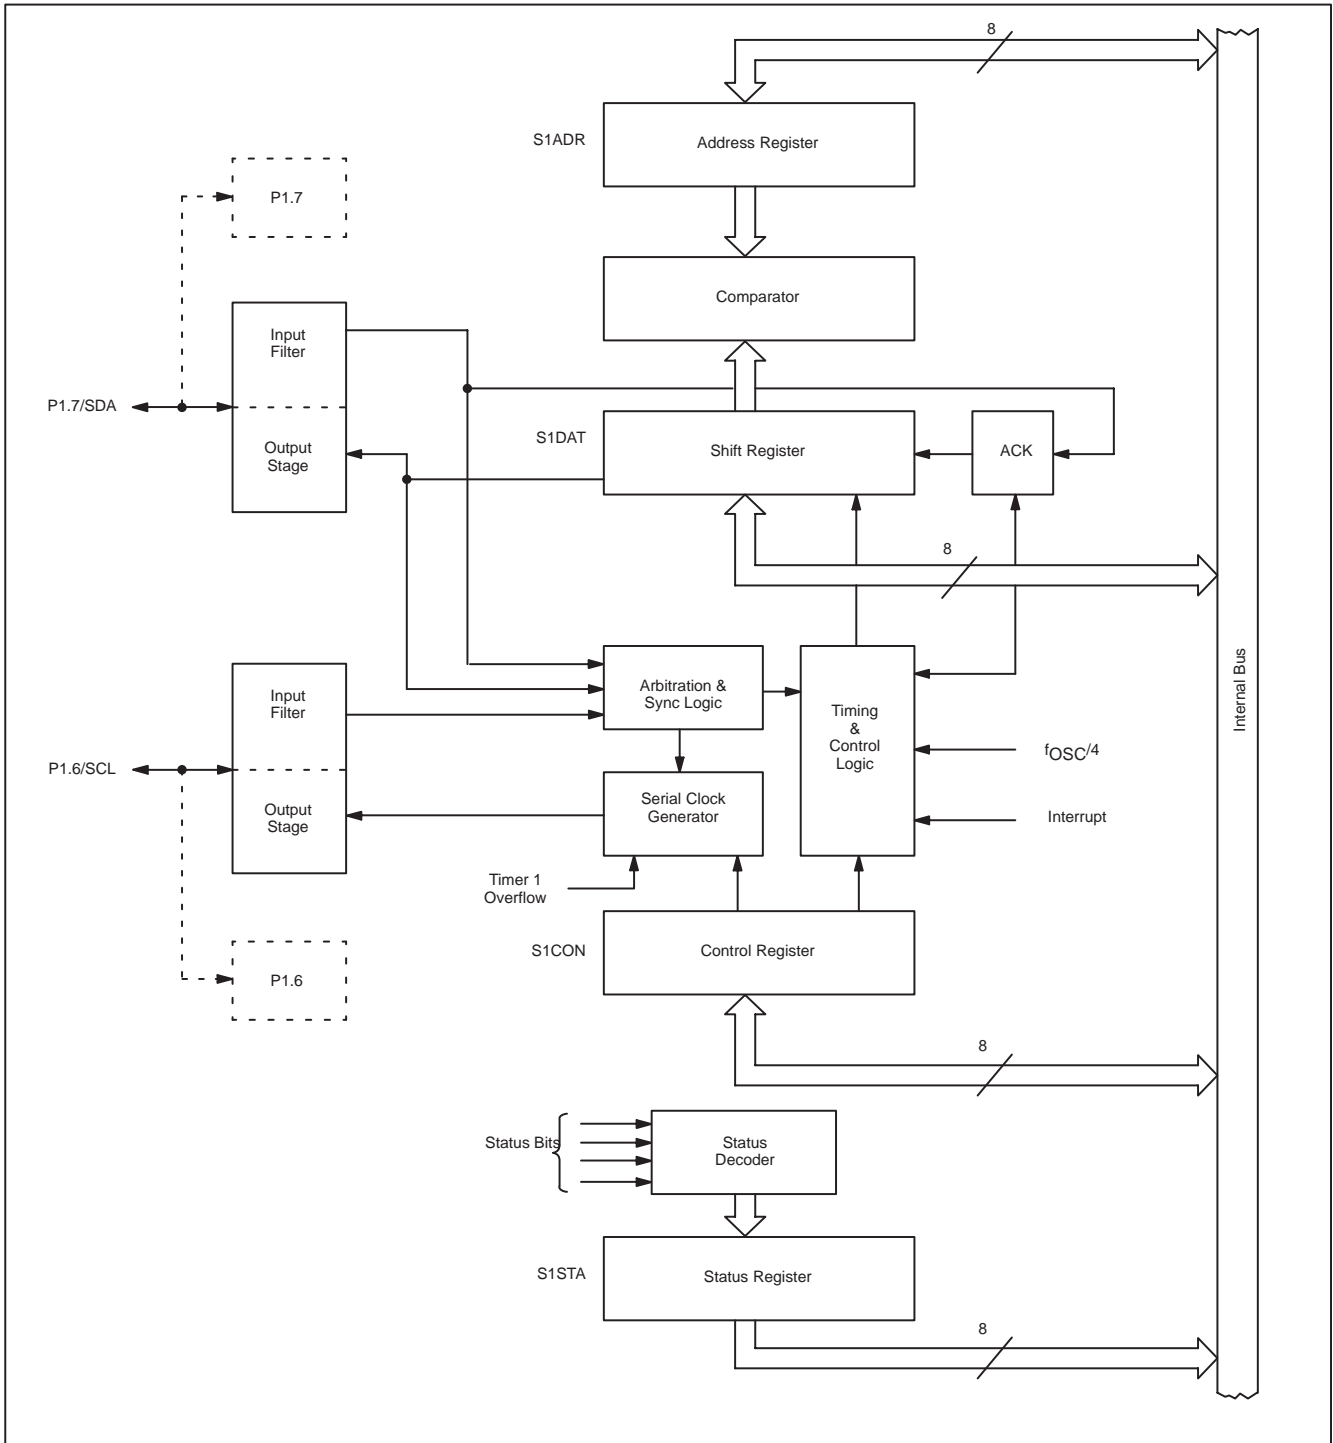 8
S1ADR
Address Register
P1.7
Comparator
Input
Filter
P1.7/SDA
Output
Stage
S1DAT
Shift Register
ACK
8
Input
Filter
Arbitration &
Sync Logic
Timing
&
Control
Logic
Internal Bus
fOSC/4
P1.6/SCL
Output
Stage
Serial Clock
Generator
Interrupt
Timer 1
Overflow
S1CON
Control Register
P1.6
8
Status Bits
Status
Decoder
S1STA
Status Register
8